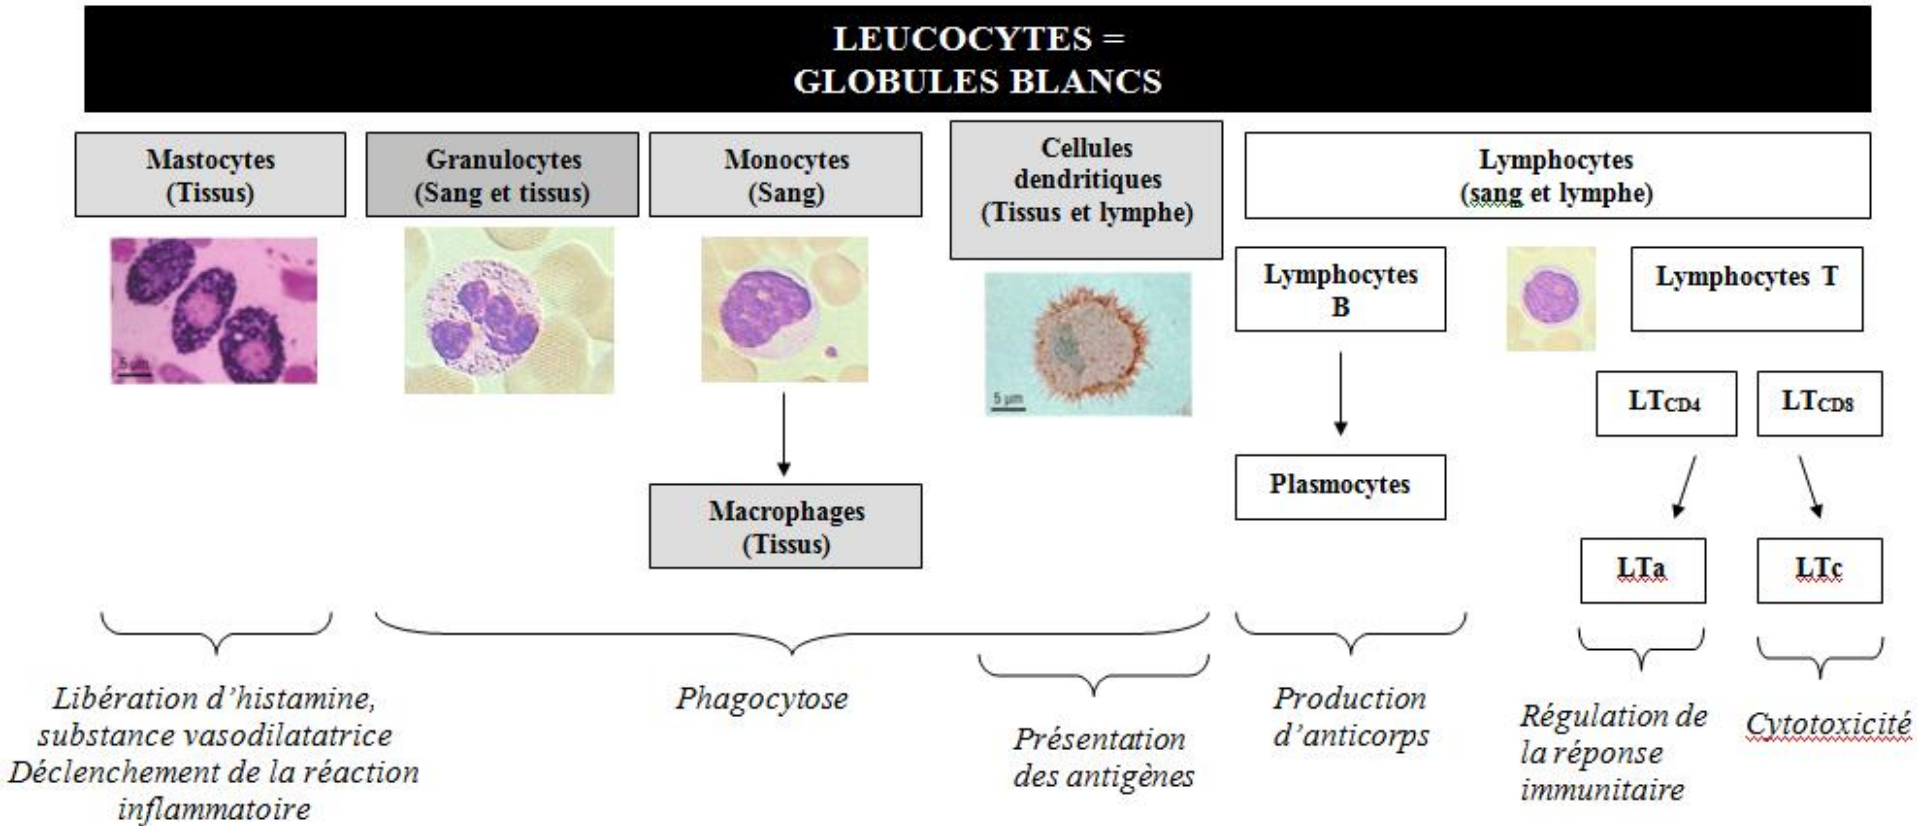 LEUCOCYTES =
GLOBULES BLANCS
Mastocytes
(Tissus)
Granulocytes
(Sang et tissus)
Monocytes
(Sang)
Cellules
dendritiques
(Tissus et lymphe)
Lymphocytes
(sang et lymphe)
Lymphocytes
B
Lymphocytes T
5 µm
5 µm
LTCD4
LTCD8
Plasmocytes
Macrophages
(Tissus)
LTa
LTc
Libération d’histamine,
substance vasodilatatrice
Déclenchement de la réaction
inflammatoire
Phagocytose
Présentation
des antigènes
Production
d’anticorps
Régulation de
la réponse
immunitaire
Cytotoxicité